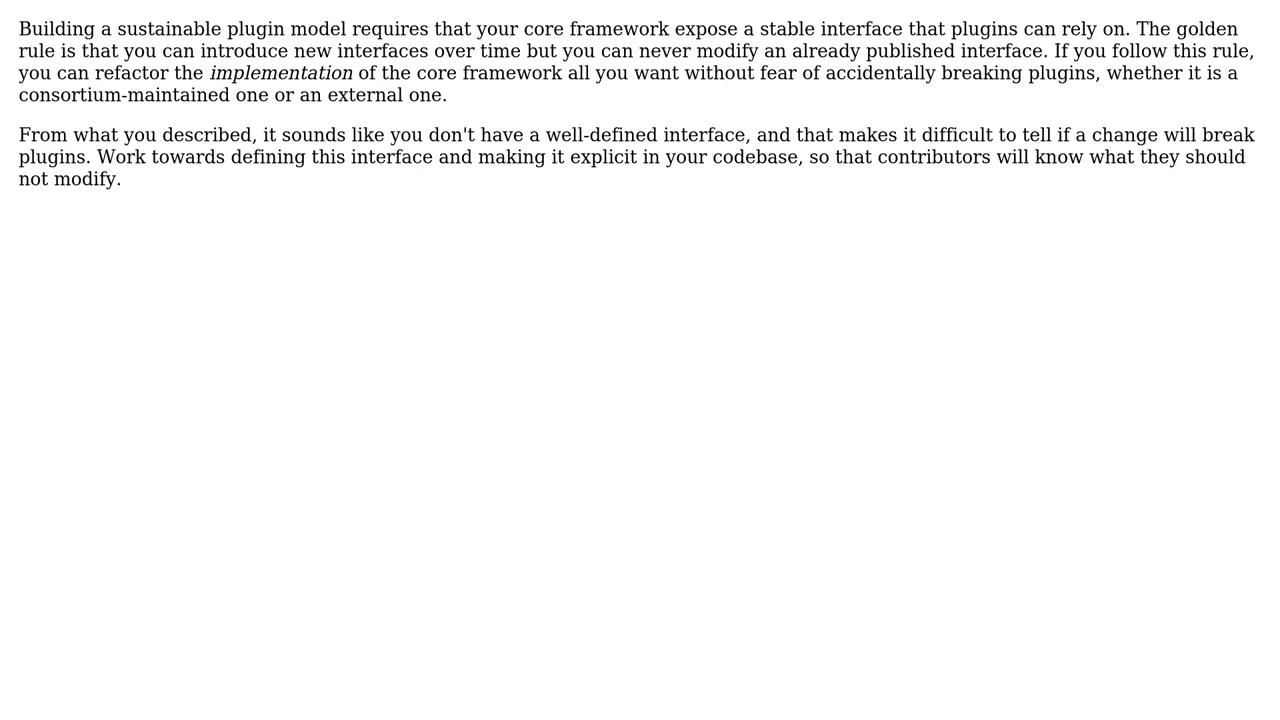 Building a sustainable plugin model requires that your core framework expose a stable interface that plugins can rely on. The golden
rule is that you can introduce new interfaces over time but you can never modify an already published interface. If you follow this rule,
you can refactor the implementation of the core framework all you want without fear of accidentally breaking plugins, whether it is a
consortium-maintained one or an external one.
From what you described, it sounds like you don't have a well-defined interface, and that makes it difficult to tell if a change will break
plugins. Work towards defining this interface and making it explicit in your codebase, so that contributors will know what they should
not modify.